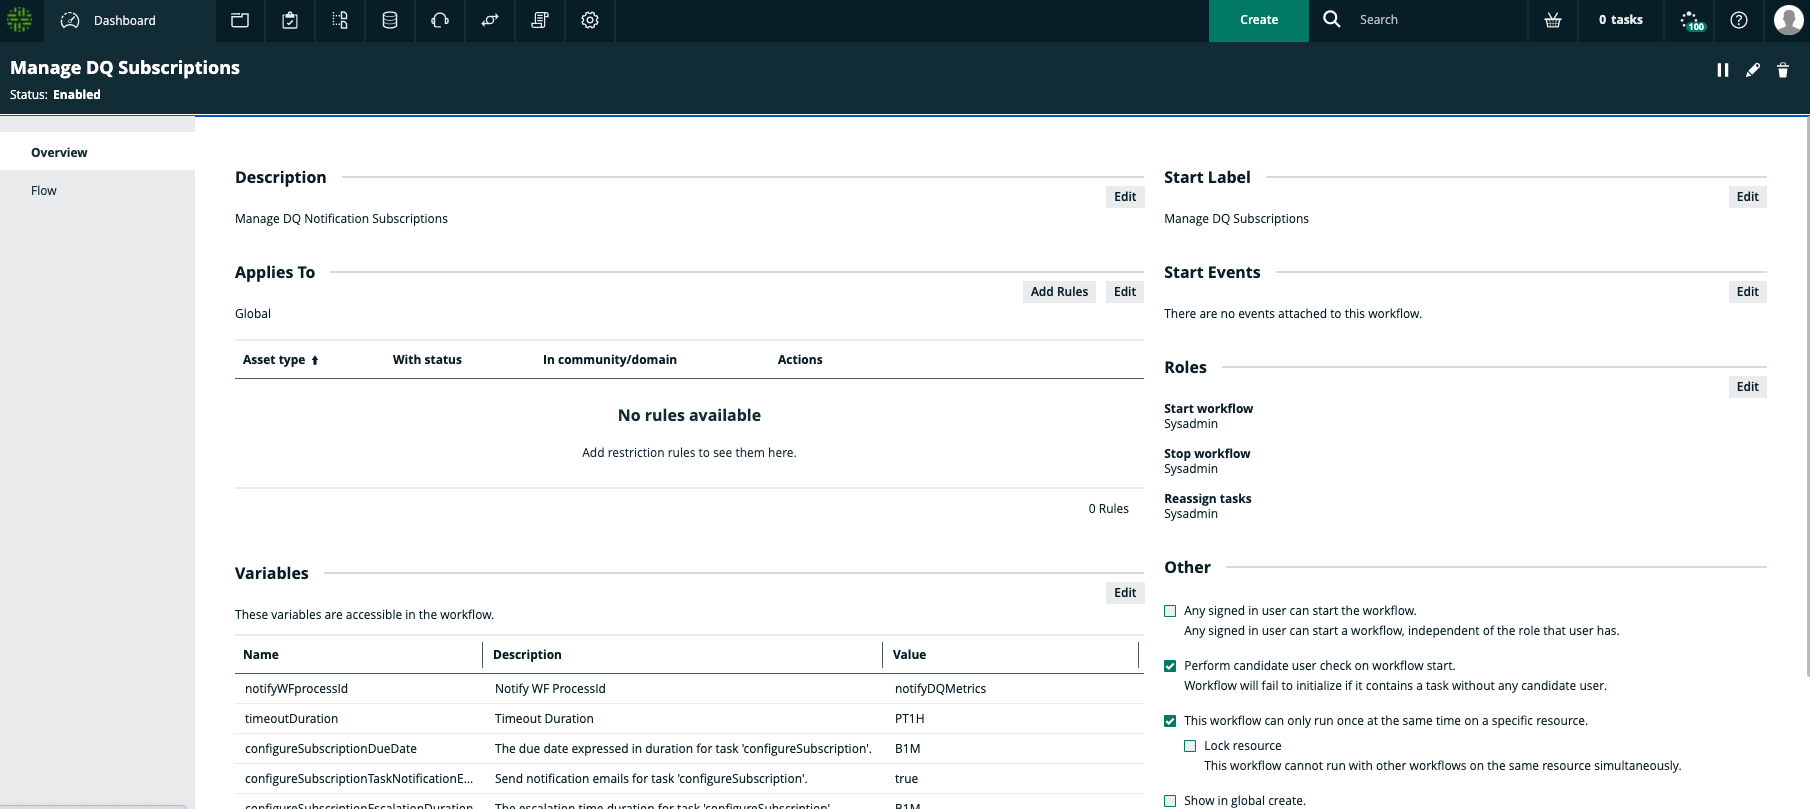 Dashboard
Create
Search
0 tasks
100
Manage DQ Subscriptions
Status: Enabled
Overview
Flow
Description
Edit
Manage DQ Notification Subscriptions
Applies To
Add Rules Edit
Global
Asset type With status In community/domain Actions
No rules available
Add restriction rules to see them here.
0 Rules
Variables
Edit
These variables are accessible in the workflow.
Name Description Value
notifyWFprocessId Notify WF ProcessId notifyDQMetrics
timeoutDuration Timeout Duration PT1H
configureSubscriptionDueDate The due date expressed in duration for task 'configureSubscription'. B1M
configureSubscriptionTaskNotificationE... Send notification emails for task 'configureSubscription'. true
configureSubscriptionEscalationDuration The escalation time duration for task 'configureSubscription'. B1M
Start Label
Edit
Manage DQ Subscriptions
Start Events
Edit
There are no events attached to this workflow.
Roles
Edit
Start workflow
Sysadmin
Stop workflow
Sysadmin
Reassign tasks
Sysadmin
Other
Any signed in user can start the workflow.
Any signed in user can start a workflow, independent of the role that user has.
Perform candidate user check on workflow start.
Workflow will fail to initialize if it contains a task without any candidate user.
This workflow can only run once at the same time on a specific resource.
Lock resource
This workflow cannot run with other workflows on the same resource simultaneously.
Show in global create.